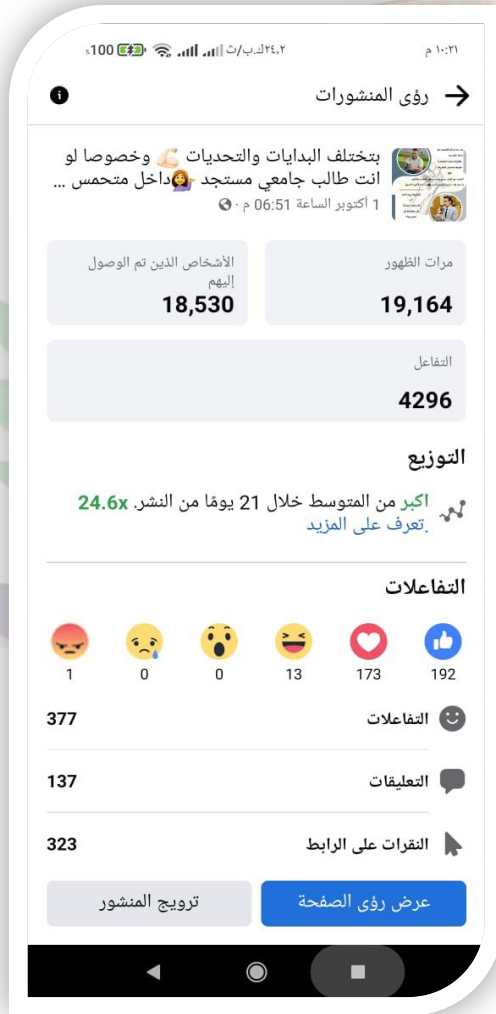 ١٠:٢١ م
٢٤,٢ك.ب/ث
100
رؤى المنشورات
بتختلف البدايات والتحديات 💪 وخصوصا لو
انت طالب جامعي مستجد 💁‍♀️داخل متحمس ...
1 أكتوبر الساعة 06:51 م ·
مرات الظهور
19,164
الأشخاص الذين تم الوصول
إليهم
18,530
التفاعل
4296
التوزيع
اكبر من المتوسط خلال 21 يومًا من النشر. 24.6x
تعرف على المزيد.
التفاعلات
192
173
13
0
0
1
التفاعلات 377
التعليقات 137
النقرات على الرابط 323
عرض رؤى الصفحة
ترويج المنشور